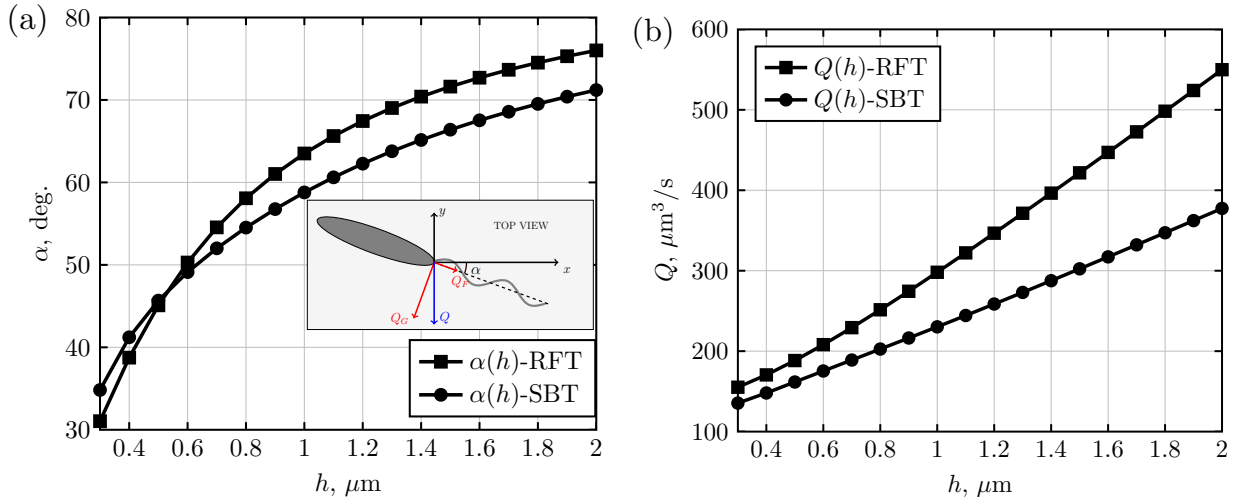 (a)
80
70
60
50
40
30
α, deg.
0.4 0.6 0.8 1 1.2 1.4 1.6 1.8 2
h, μm
y
TOP VIEW
x
α
Q_F
Q_G
Q
α(h)-RFT
α(h)-SBT
(b)
600
500
400
300
200
100
Q, μm³/s
0.4 0.6 0.8 1 1.2 1.4 1.6 1.8 2
h, μm
Q(h)-RFT
Q(h)-SBT